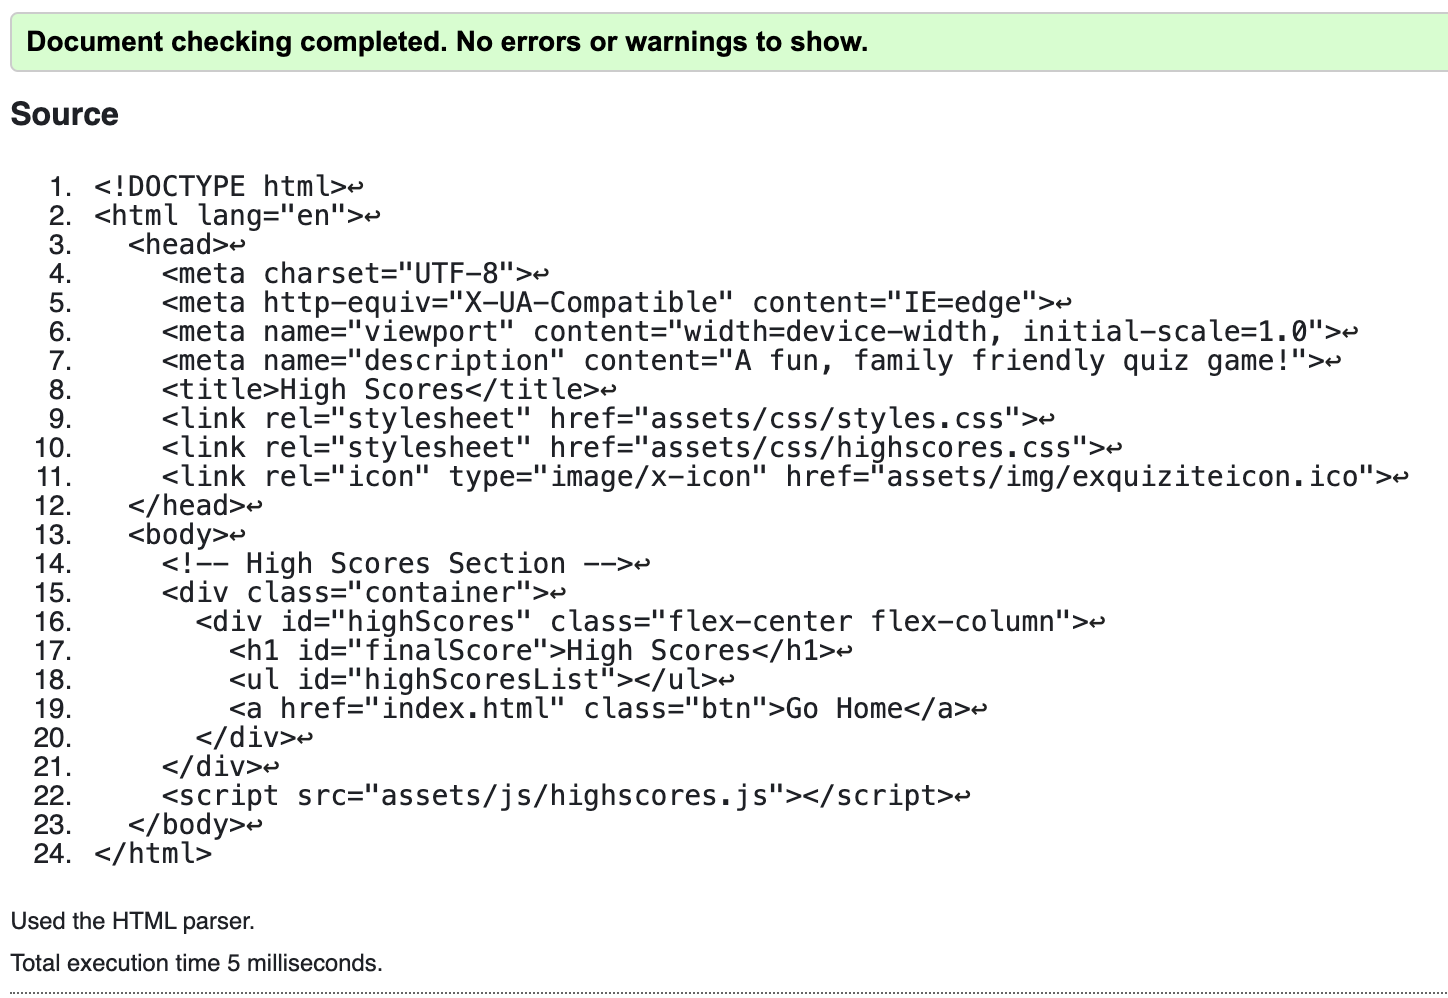 Document checking completed. No errors or warnings to show.
Source
1. <!DOCTYPE html>↩
2. <html lang="en">↩
3.   <head>↩
4.     <meta charset="UTF-8">↩
5.     <meta http-equiv="X-UA-Compatible" content="IE=edge">↩
6.     <meta name="viewport" content="width=device-width, initial-scale=1.0">↩
7.     <meta name="description" content="A fun, family friendly quiz game!">↩
8.     <title>High Scores</title>↩
9.     <link rel="stylesheet" href="assets/css/styles.css">↩
10.     <link rel="stylesheet" href="assets/css/highscores.css">↩
11.     <link rel="icon" type="image/x-icon" href="assets/img/exquiziteicon.ico">↩
12.   </head>↩
13.   <body>↩
14.     <!-- High Scores Section -->↩
15.     <div class="container">↩
16.       <div id="highScores" class="flex-center flex-column">↩
17.         <h1 id="finalScore">High Scores</h1>↩
18.         <ul id="highScoresList"></ul>↩
19.         <a href="index.html" class="btn">Go Home</a>↩
20.       </div>↩
21.     </div>↩
22.     <script src="assets/js/highscores.js"></script>↩
23.   </body>↩
24. </html>
Used the HTML parser.
Total execution time 5 milliseconds.